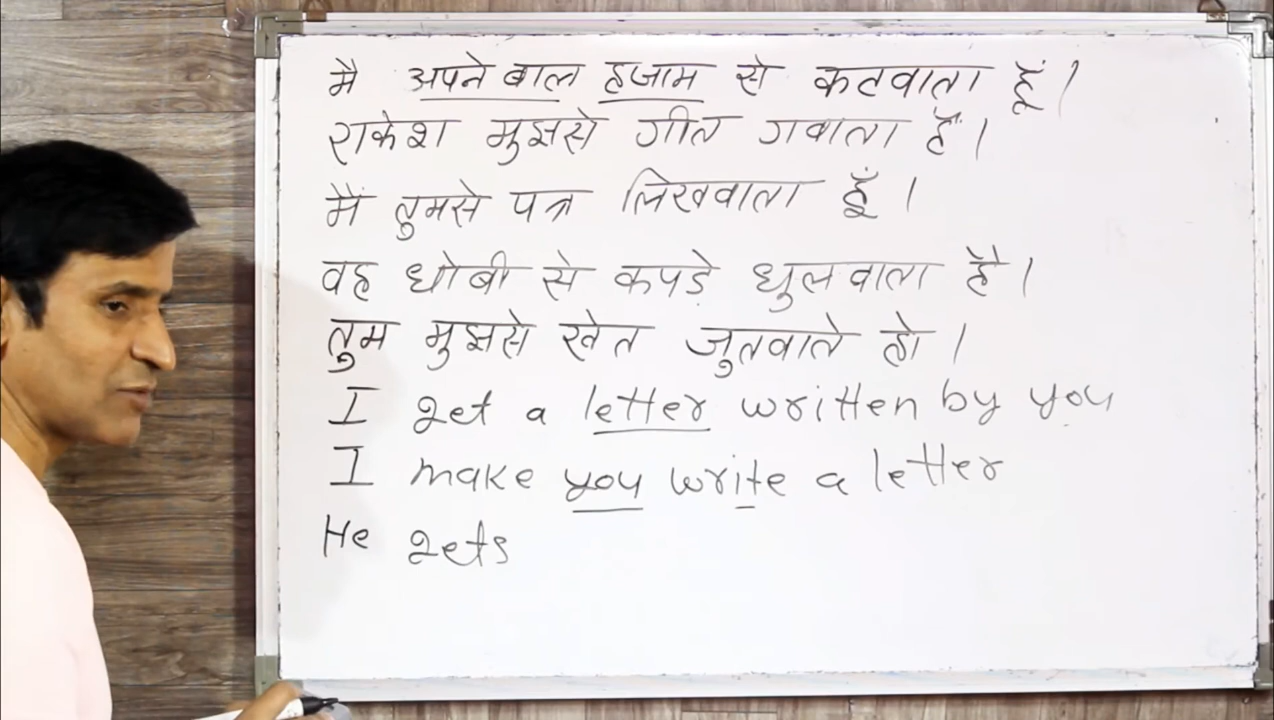 मै अपने बाल हजाम से कटवाता हूँ।
राकेश मुझसे गीत गवाता है।
मैं तुमसे पत्र लिखवाता हूँ।
वह धोबी से कपड़े धुलवाता है।
तुम मुझसे खेत जुतवाते हो।
I get a letter written by you
I make you write a letter
He gets